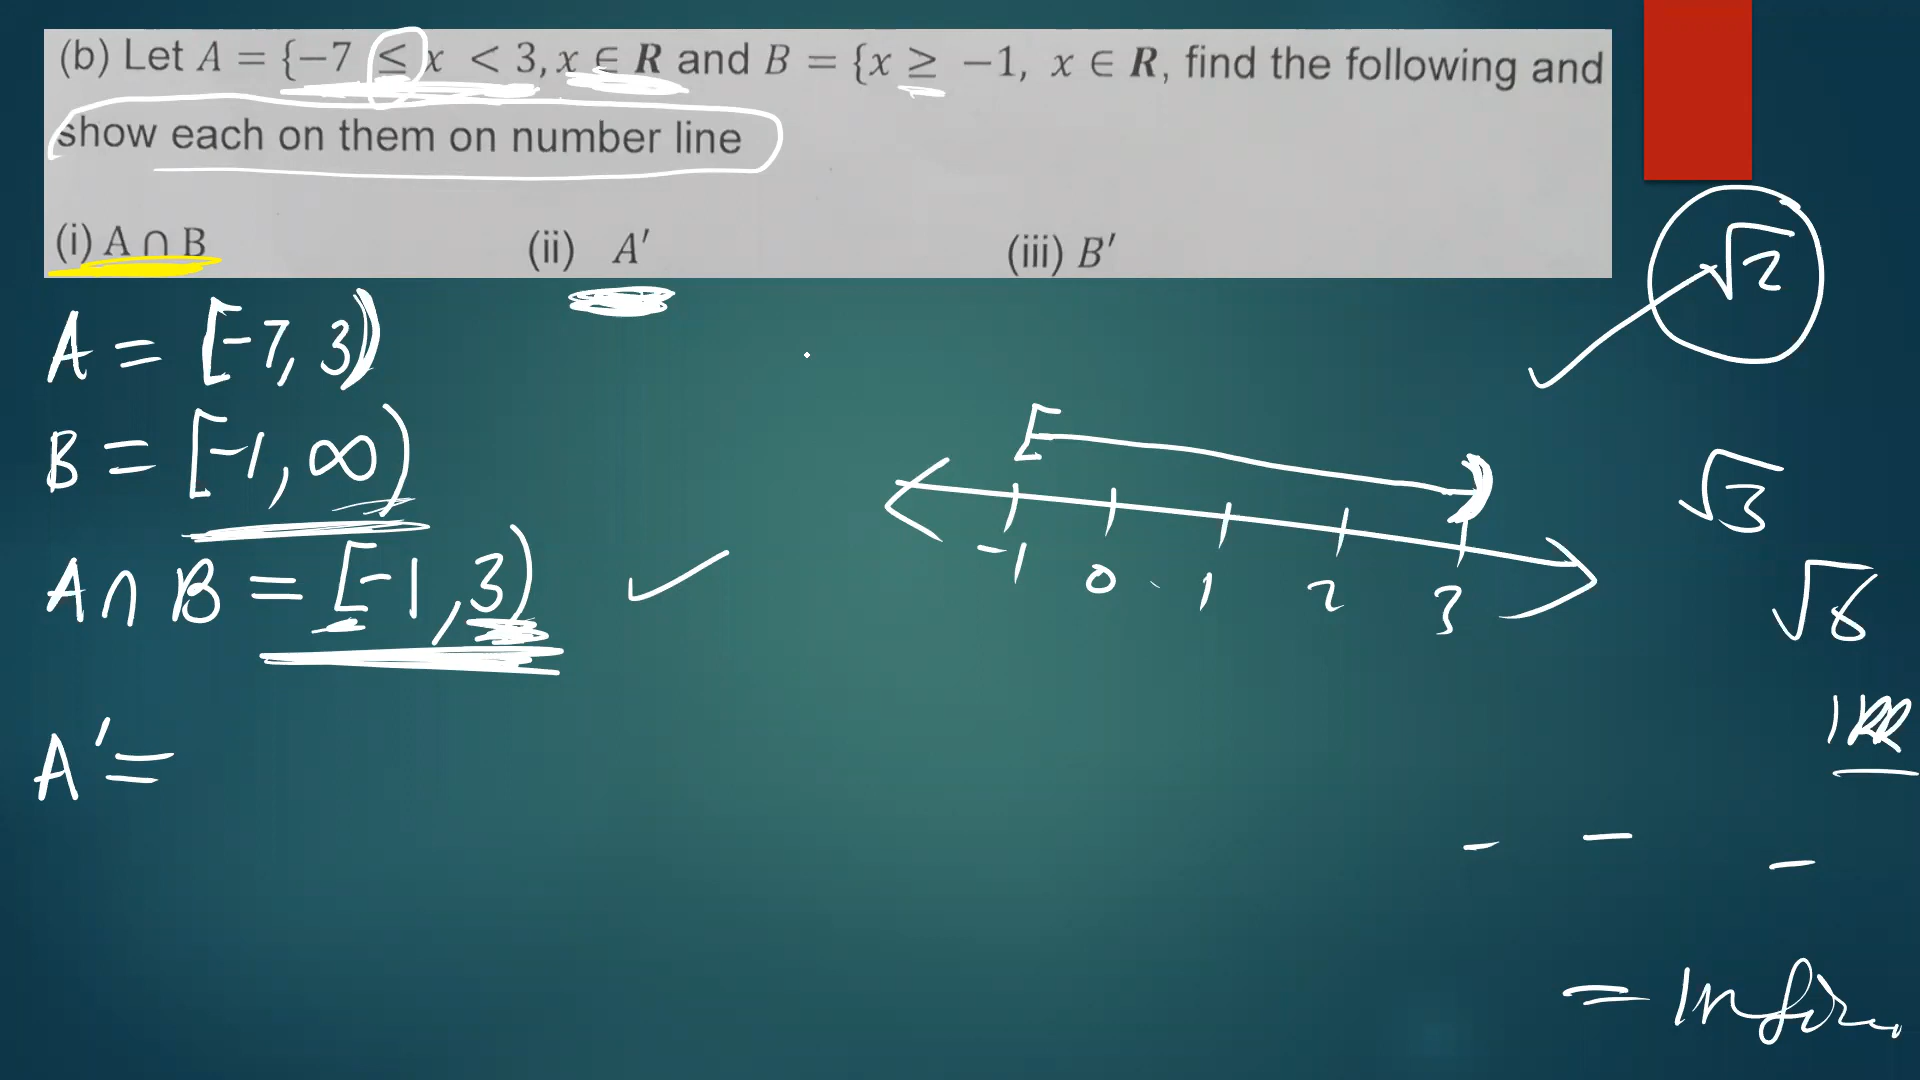 (b) Let A = {−7 ≤ x < 3, x ∈ R and B = {x ≥ −1, x ∈ R, find the following and
show each on them on number line
(i) A ∩ B (ii) A′ (iii) B′
√2
A = [-7, 3)
B = [-1, ∞)
A ∩ B = [-1, 3)
-1 0 1 2 3
√3
√8
A′ =